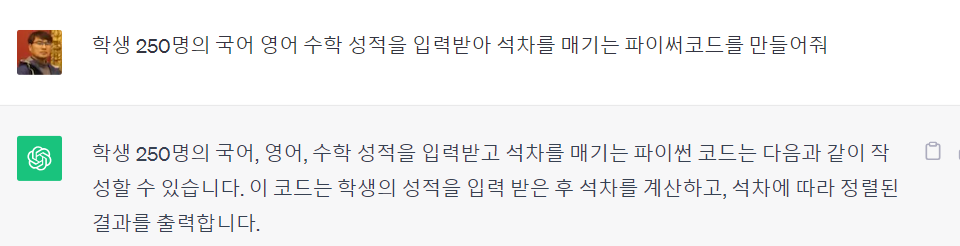 학생 250명의 국어 영어 수학 성적을 입력받아 석차를 매기는 파이써코드를 만들어줘
학생 250명의 국어, 영어, 수학 성적을 입력받고 석차를 매기는 파이썬 코드는 다음과 같이 작
성할 수 있습니다. 이 코드는 학생의 성적을 입력 받은 후 석차를 계산하고, 석차에 따라 정렬된
결과를 출력합니다.